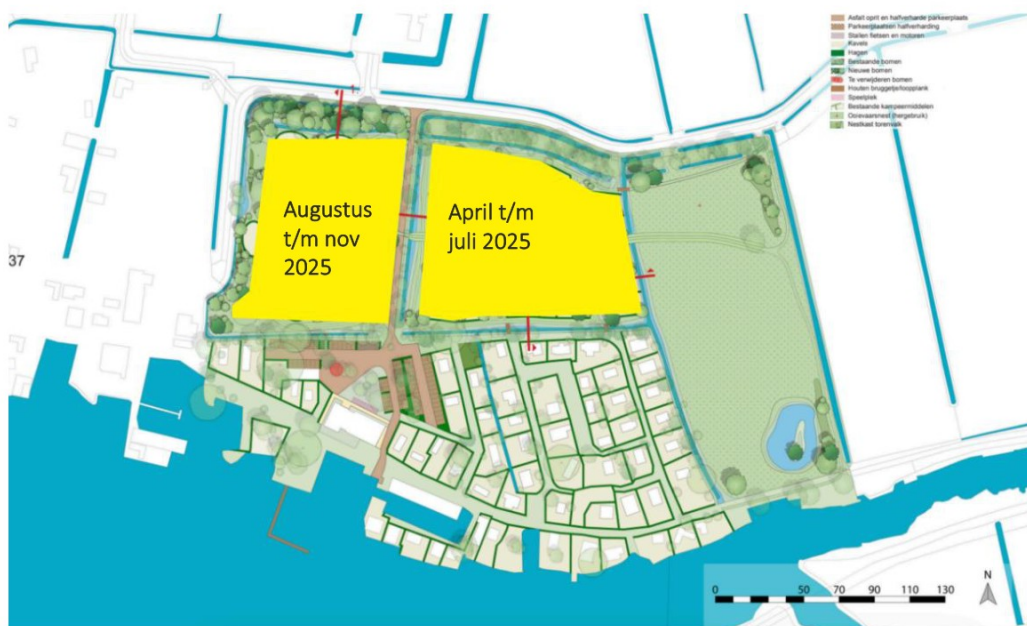 Asfalt oprit en halfverharde parkeerplaats
Parkeerplaatsen halfverharding
Stallen fietsen en motoren
Kavels
Hagen
Bestaande bomen
Nieuwe bomen
Te verwijderen bomen
Houten bruggetje/loopplank
Speelplek
Bestaande kampeermiddelen
Ooievaarsnest (hergebruik)
Nestkast torenvalk
Augustus
t/m nov
2025
April t/m
juli 2025
37
N
0 10 30 50 70 90 110 130